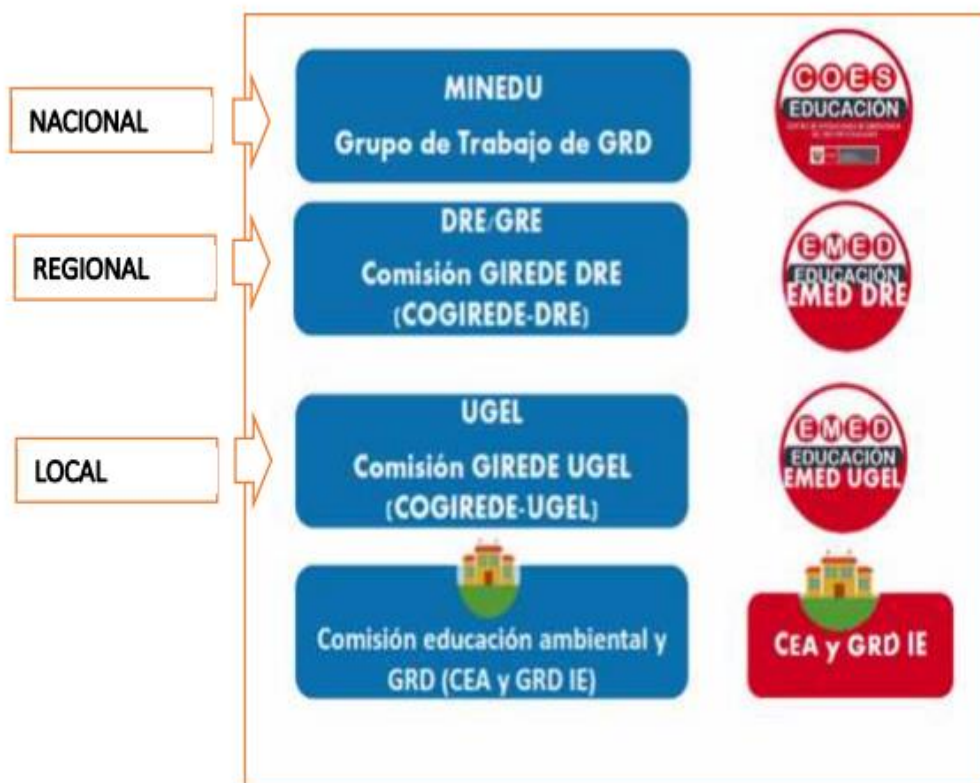 NACIONAL
MINEDU
Grupo de Trabajo de GRD
COES
EDUCACIÓN
REGIONAL
DRE/GRE
Comisión GIREDE DRE
(COGIREDE-DRE)
EMED
EDUCACIÓN
EMED DRE
LOCAL
UGEL
Comisión GIREDE UGEL
(COGIREDE-UGEL)
EMED
EDUCACIÓN
EMED UGEL
Comisión educación ambiental y
GRD (CEA y GRD IE)
CEA y GRD IE